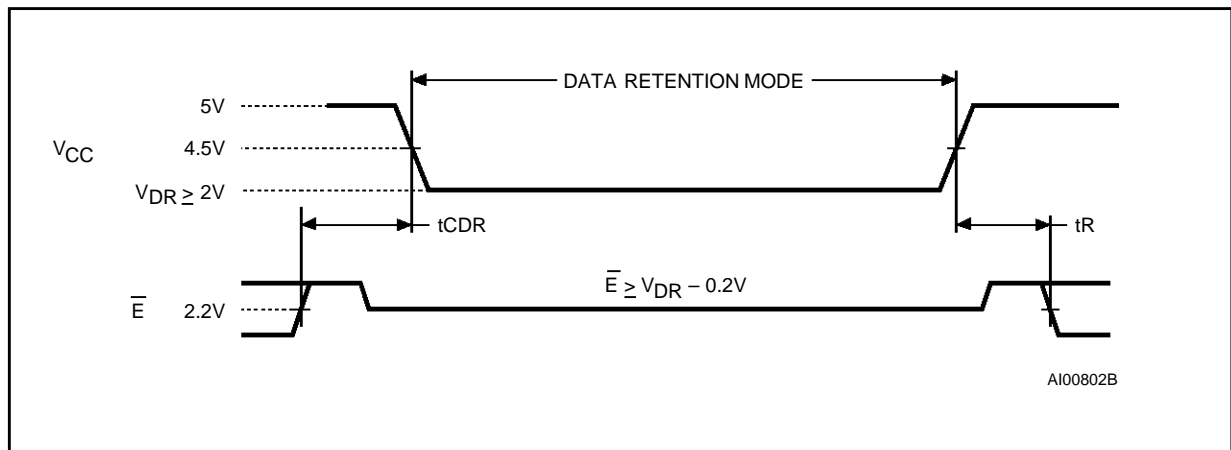 DATA RETENTION MODE
5V
VCC 4.5V
VDR ≥ 2V
tCDR
tR
E̅ ≥ VDR – 0.2V
E̅ 2.2V
AI00802B